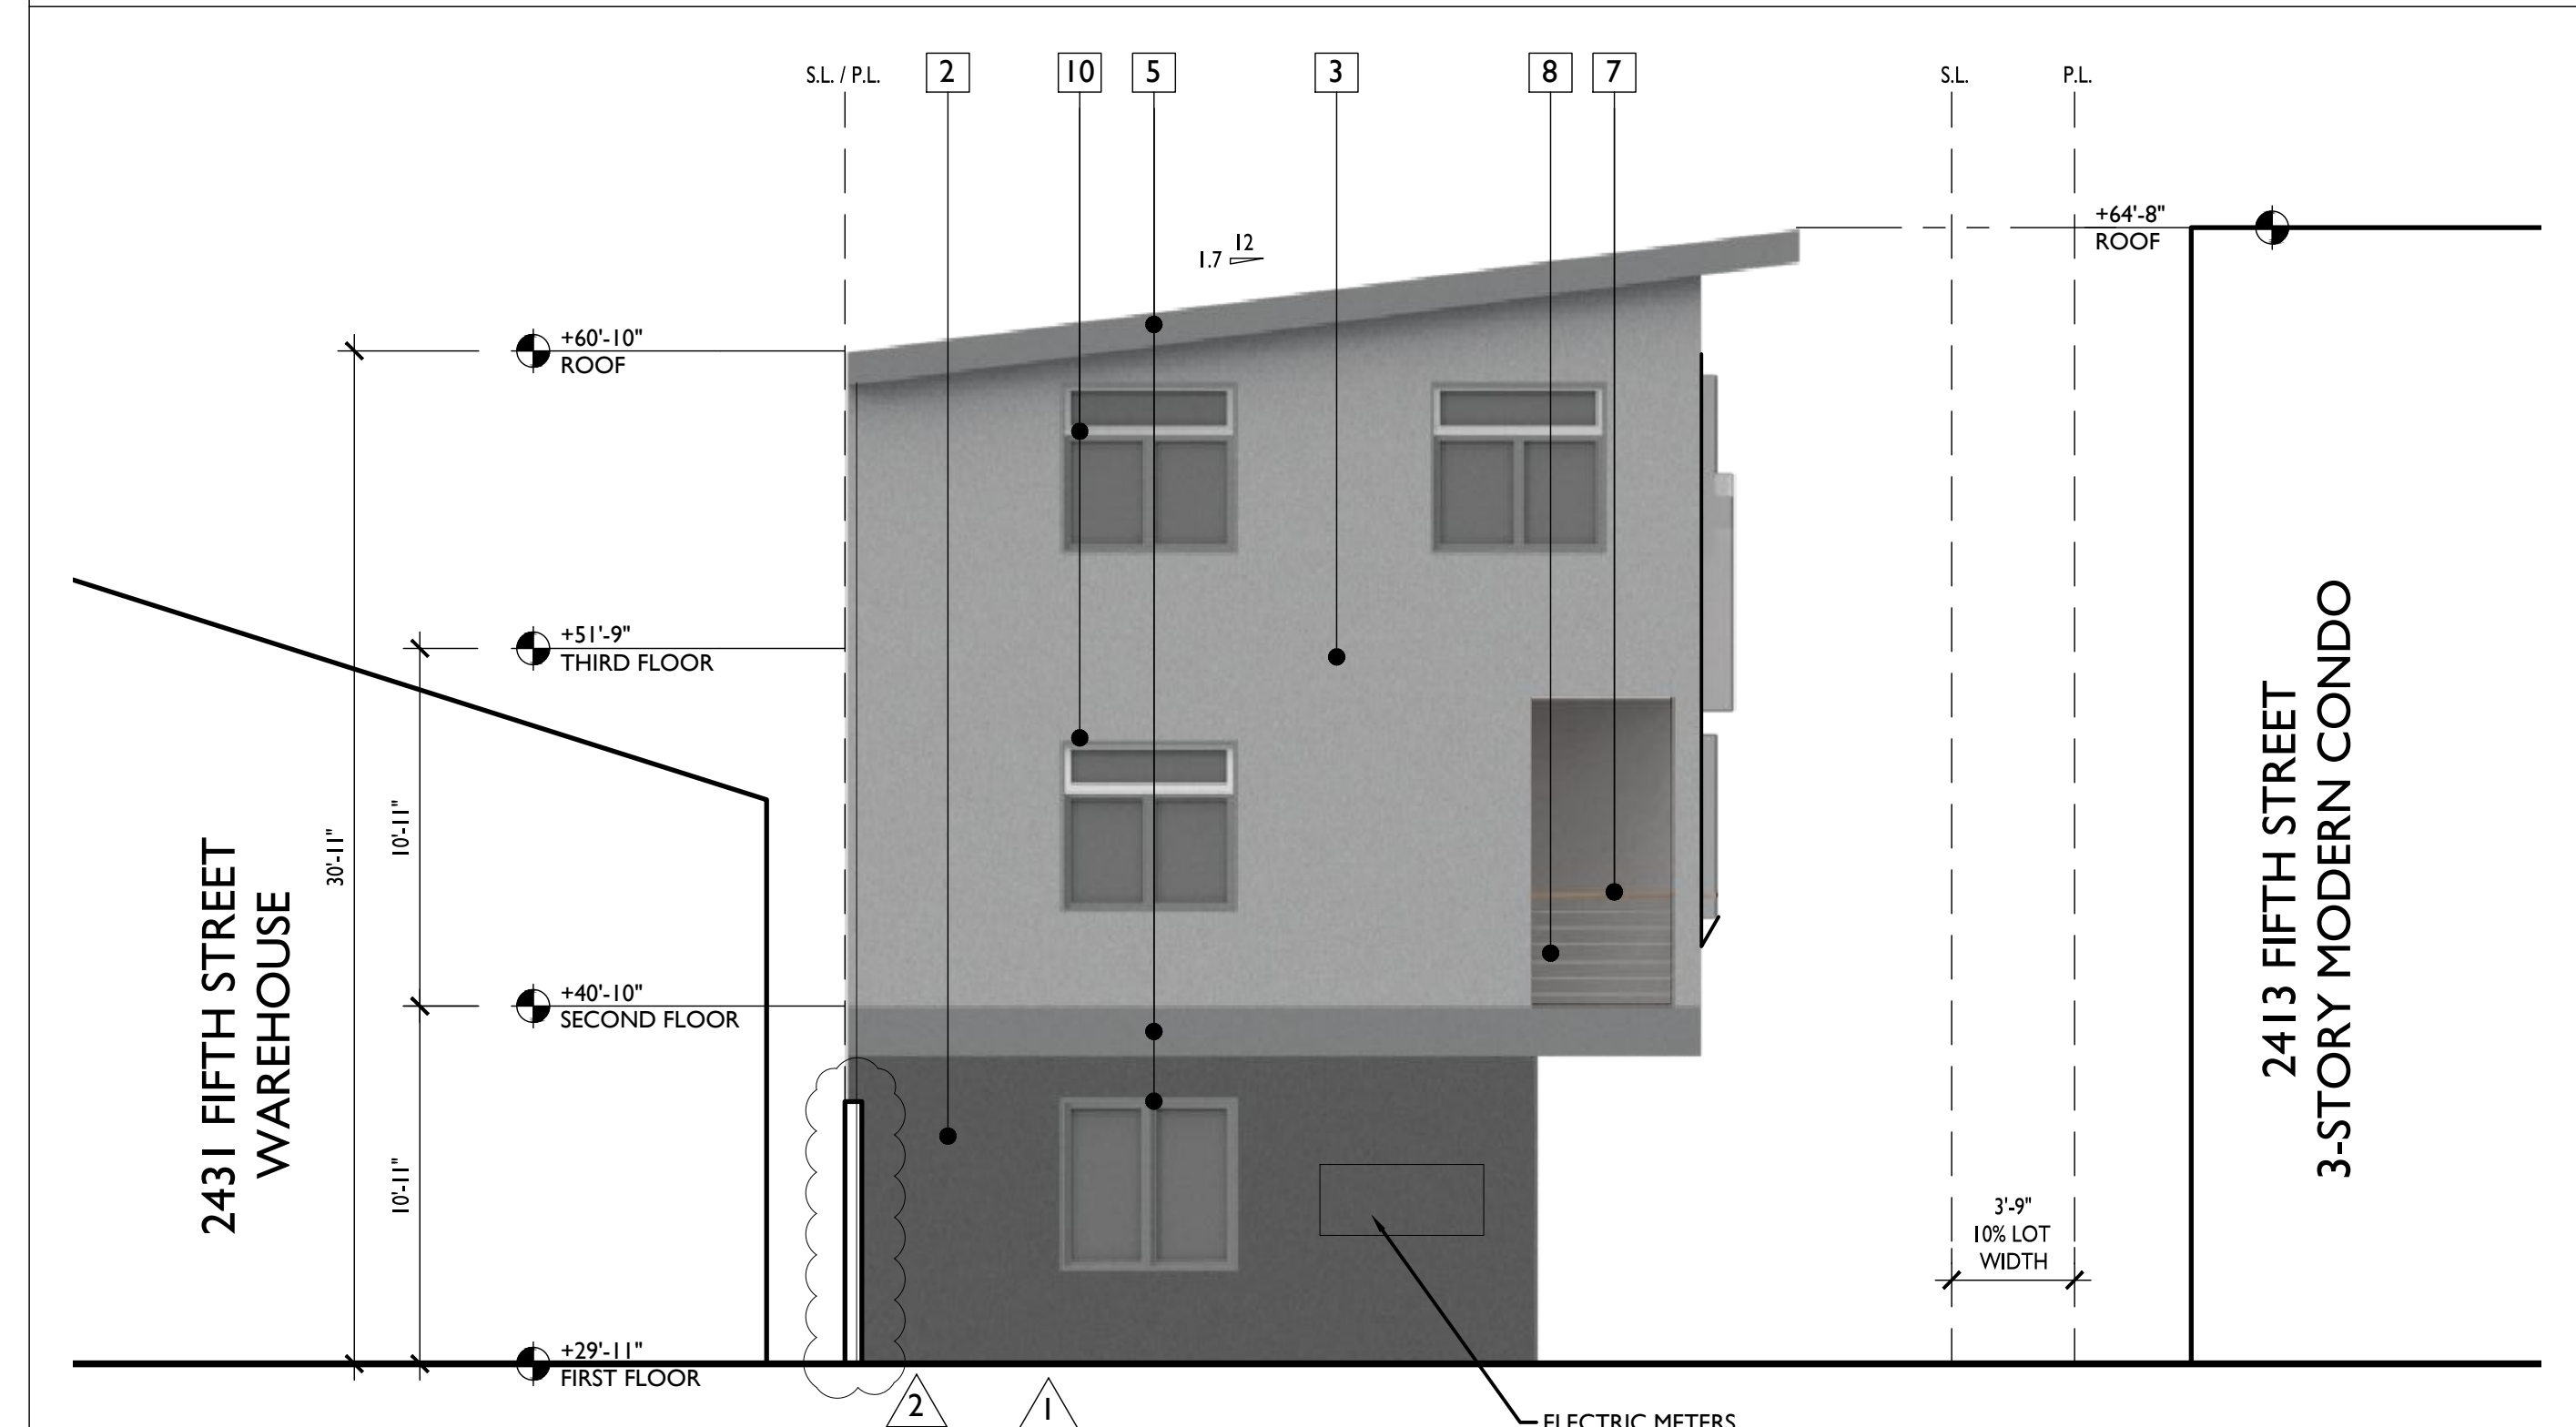 S.L. / P.L.
2
10
5
3
8
7
S.L.
P.L.
12
1.7
+64'-8"
ROOF
+60'-10"
ROOF
+51'-9"
THIRD FLOOR
+40'-10"
SECOND FLOOR
+29'-11"
FIRST FLOOR
30'-11"
10'-11"
10'-11"
2431 FIFTH STREET
WAREHOUSE
2413 FIFTH STREET
3-STORY MODERN CONDO
3'-9"
10% LOT
WIDTH
2
1
ELECTRIC METERS